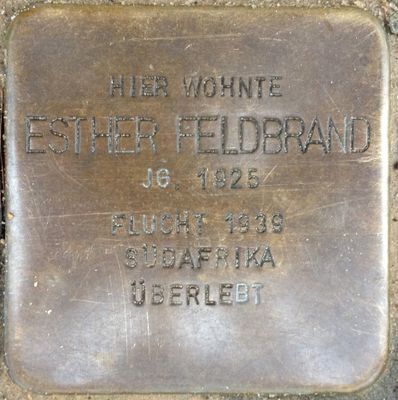 HIER WOHNTE
ESTHER FELDBRAND
JG. 1925
FLUCHT 1939
SÜDAFRIKA
ÜBERLEBT